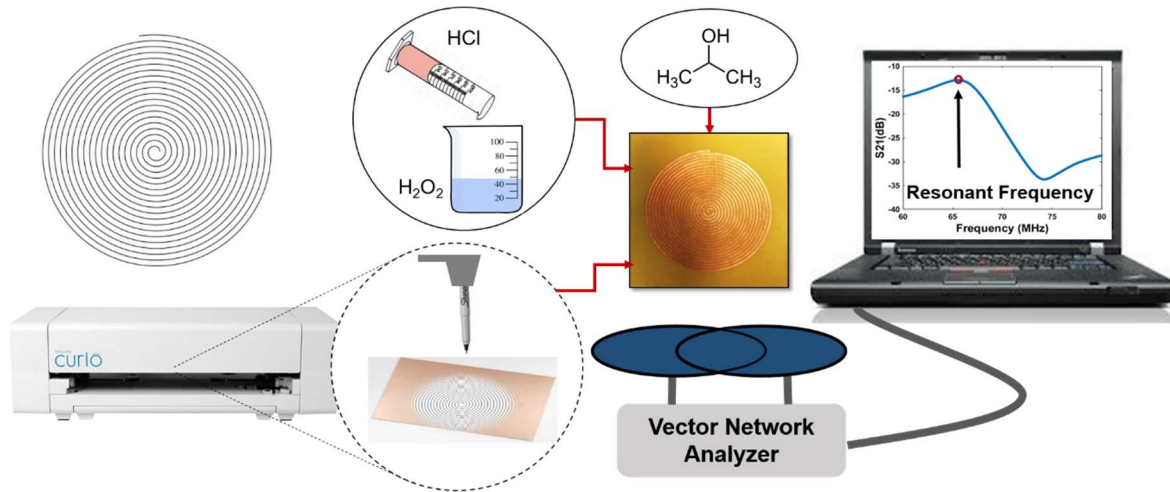 HCl
H₂O₂
100
80
60
40
20
OH
H₃C
CH₃
curio
Vector Network
Analyzer
-10
-15
-20
-25
-30
-35
-40
S21(dB)
Resonant Frequency
60
65
70
75
80
Frequency (MHz)